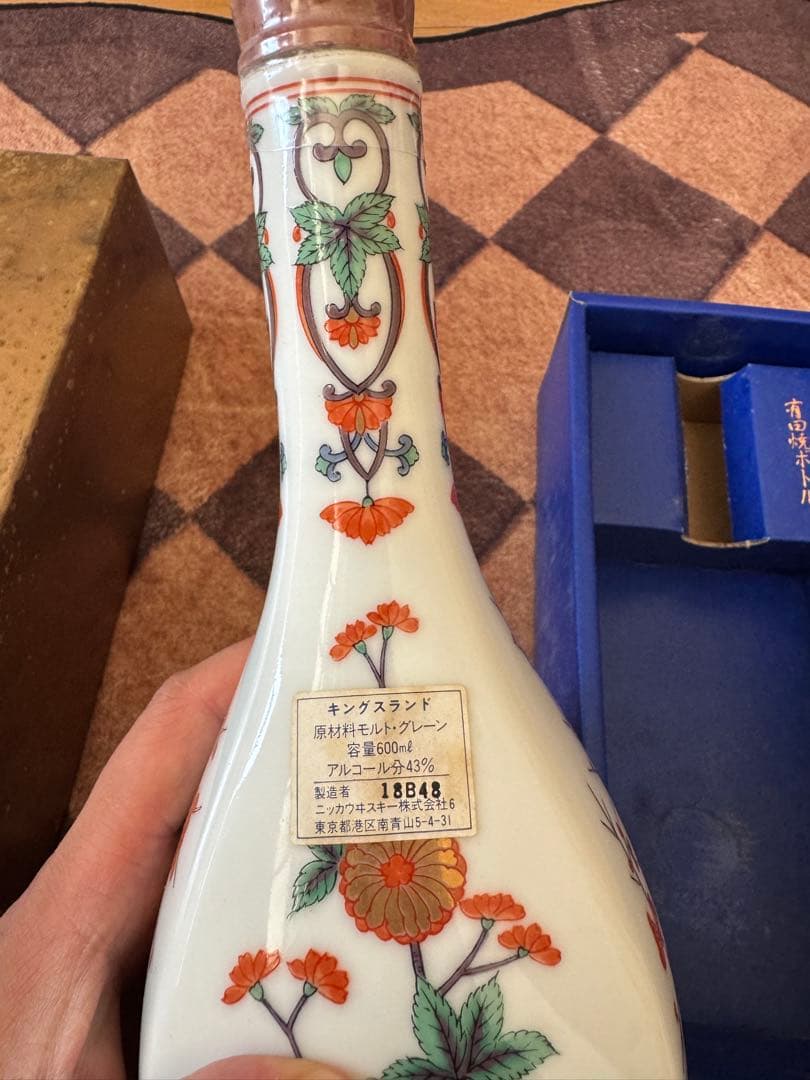 キングスランド
原材料モルト・グレーン
容量600mℓ
アルコール分43%
製造者 18B48
ニッカウヰスキー株式会社6
東京都港区南青山5-4-31
有田焼ボトル